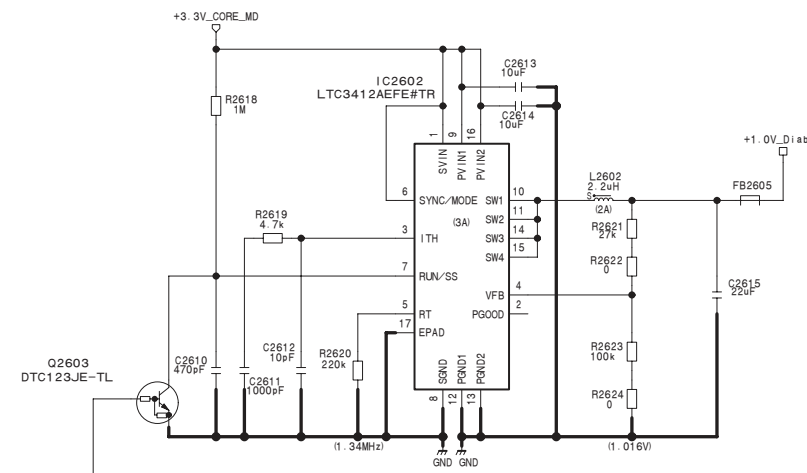 +3.3V_CORE_MD
R2618
1M
IC2602
LTC3412AEFE#TR
C2613
10uF
C2614
10uF
1
9
16
SVIN
PVIN1
PVIN2
+1.0V_Diab
6
SYNC/MODE
(3A)
SW1
10
SW2
11
SW3
14
SW4
15
L2602
2.2uH
S
(2A)
FB2605
R2619
4.7k
3
ITH
R2621
27k
7
RUN/SS
R2622
0
C2615
22uF
VFB
4
5
RT
PGOOD
2
17
EPAD
Q2603
DTC123JE-TL
C2610
470pF
C2611
1000pF
C2612
10pF
R2620
220k
SGND
PGND1
PGND2
8
12
13
R2623
100k
R2624
0
(1.34MHz)
GND
GND
(1.016V)